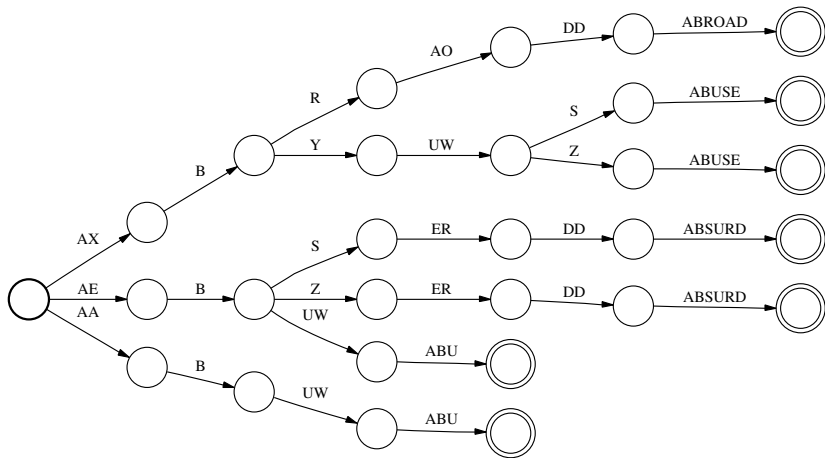 AX B R AO DD ABROAD
Y UW S ABUSE
Z ABUSE
AE B S ER DD ABSURD
Z ER DD ABSURD
UW ABU
AA B UW ABU